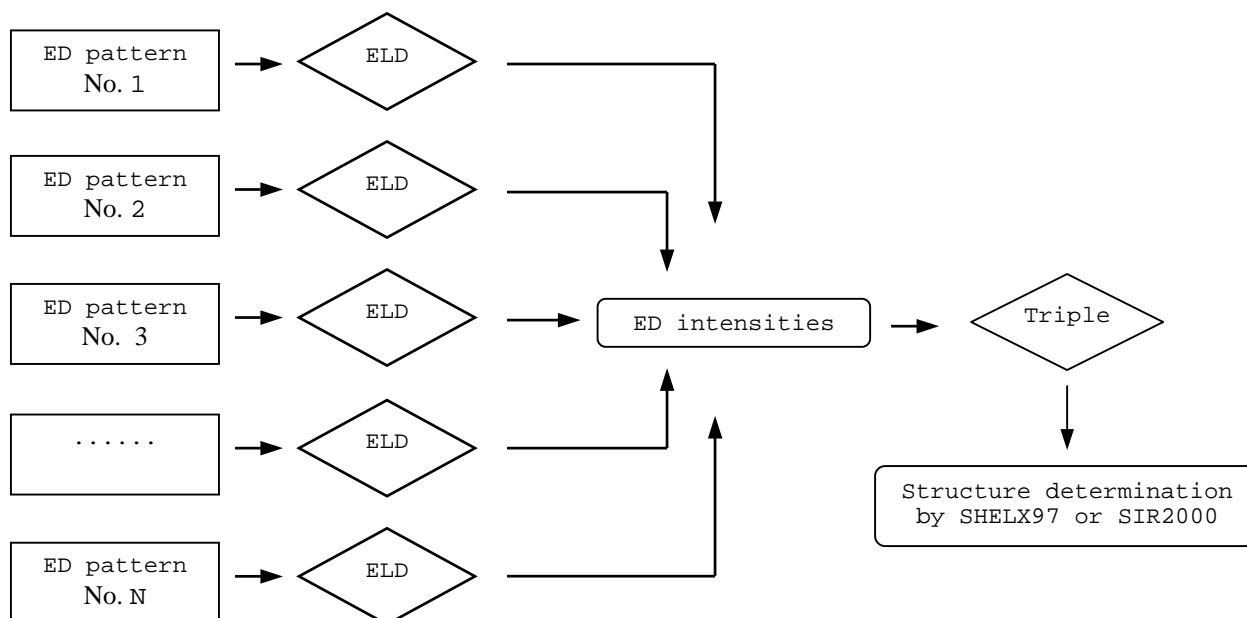 ED pattern
No. 1
ELD
ED pattern
No. 2
ELD
ED pattern
No. 3
ELD
ED intensities
Triple
......
ELD
Structure determination
by SHELX97 or SIR2000
ED pattern
No. N
ELD